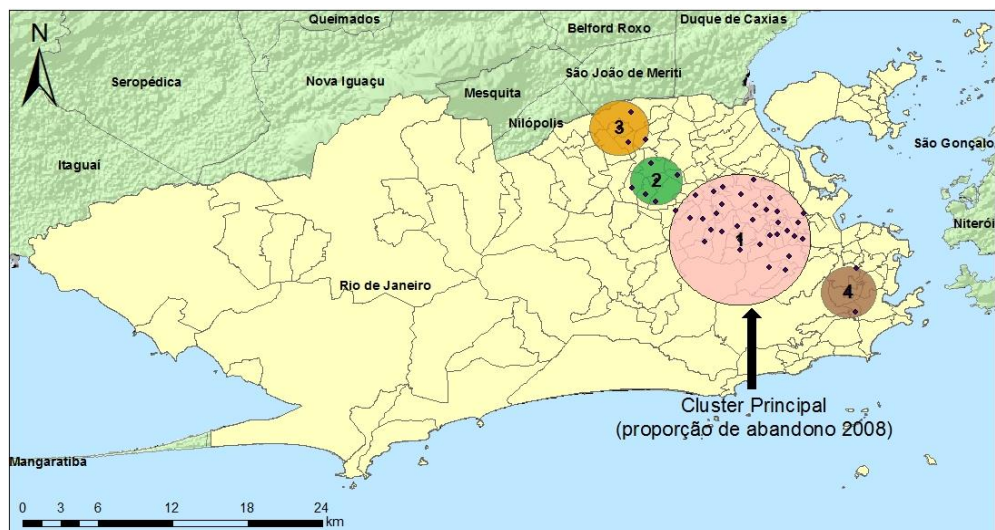 Queimados
Duque de Caxias
Belford Roxo
N
Seropédica
Nova Iguaçu
São João de Meriti
Mesquita
Nilópolis
3
São Gonçalo
Itaguaí
2
1
Niterói
Rio de Janeiro
4
Cluster Principal
(proporção de abandono 2008)
Mangaratiba
0 3 6 12 18 24
km